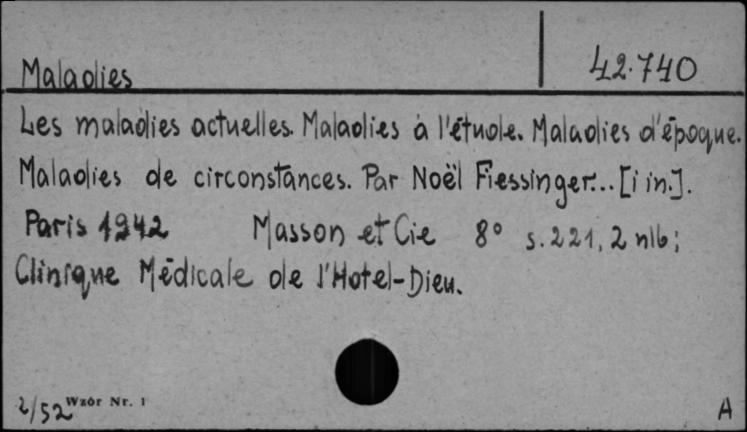 Maladies 42.740
Les maladies actuelles. Maladies à l'étude. Maladies d'époque.
Maladies de circonstances. Par Noël Fiessinger... [i in.].
Paris 1942 Masson et Cie 8° s. 221, 2 nlb;
Clinique Médicale de l'Hotel-Dieu.
2/52 Wzór Nr. 1 A